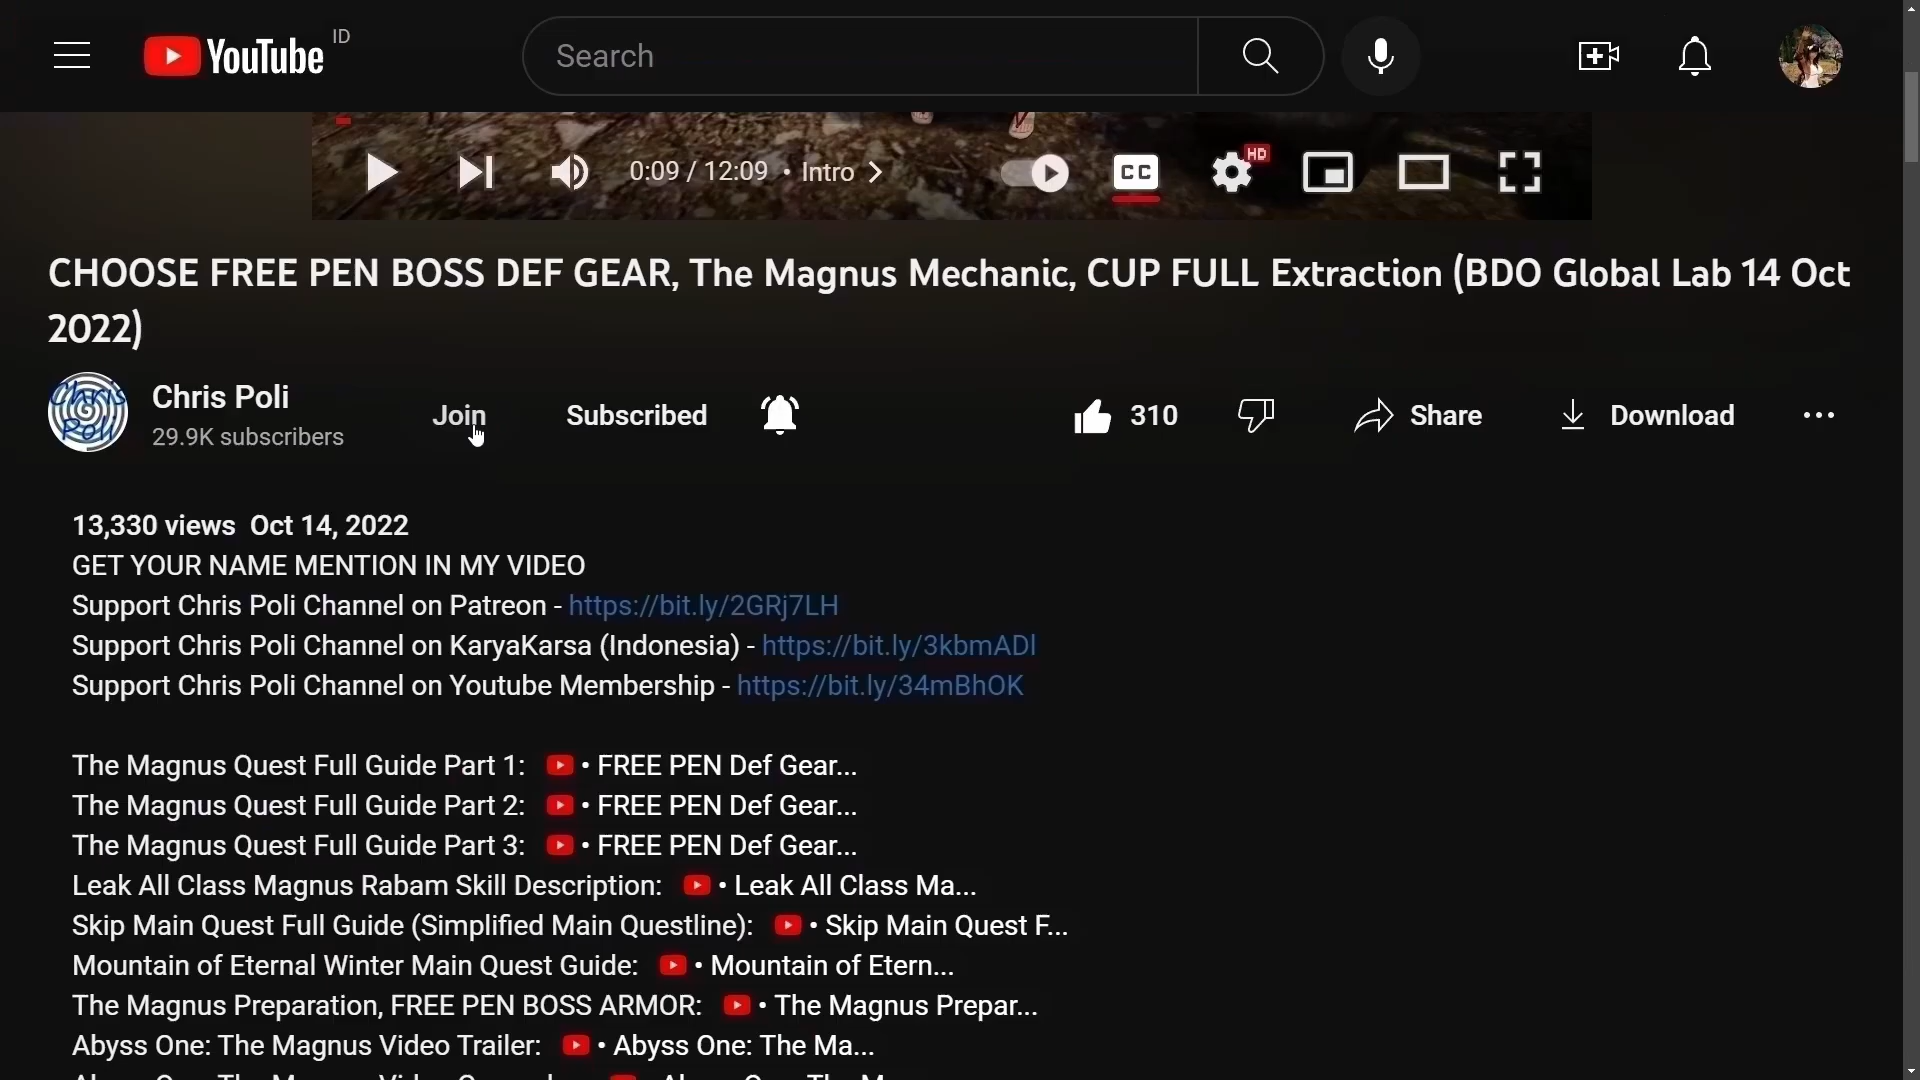 YouTube ID
Search
0:09 / 12:09 • Intro
CC
HD
CHOOSE FREE PEN BOSS DEF GEAR, The Magnus Mechanic, CUP FULL Extraction (BDO Global Lab 14 Oct
2022)
Chris Poli
Chris Poli
29.9K subscribers
Join
Subscribed
310
Share
Download
13,330 views Oct 14, 2022
GET YOUR NAME MENTION IN MY VIDEO
Support Chris Poli Channel on Patreon - https://bit.ly/2GRj7LH
Support Chris Poli Channel on KaryaKarsa (Indonesia) - https://bit.ly/3kbmADl
Support Chris Poli Channel on Youtube Membership - https://bit.ly/34mBhOK
The Magnus Quest Full Guide Part 1: • FREE PEN Def Gear...
The Magnus Quest Full Guide Part 2: • FREE PEN Def Gear...
The Magnus Quest Full Guide Part 3: • FREE PEN Def Gear...
Leak All Class Magnus Rabam Skill Description: • Leak All Class Ma...
Skip Main Quest Full Guide (Simplified Main Questline): • Skip Main Quest F...
Mountain of Eternal Winter Main Quest Guide: • Mountain of Etern...
The Magnus Preparation, FREE PEN BOSS ARMOR: • The Magnus Prepar...
Abyss One: The Magnus Video Trailer: • Abyss One: The Ma...